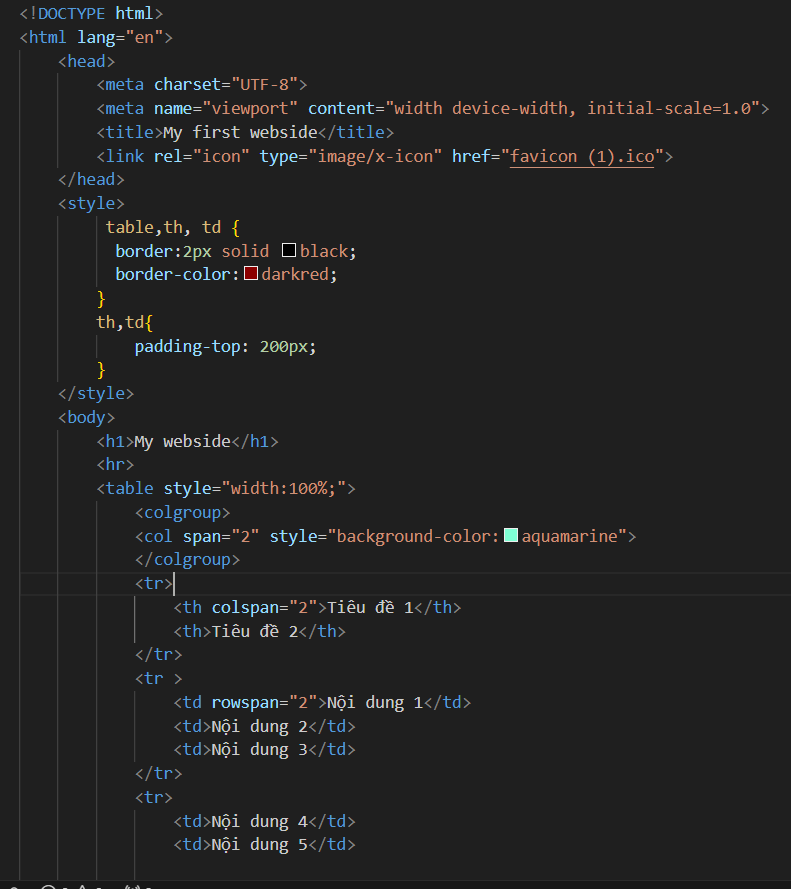 <!DOCTYPE html>
<html lang="en">
<head>
<meta charset="UTF-8">
<meta name="viewport" content="width device-width, initial-scale=1.0">
<title>My first webside</title>
<link rel="icon" type="image/x-icon" href="favicon (1).ico">
</head>
<style>
table,th, td {
border:2px solid black;
border-color:darkred;
}
th,td{
padding-top: 200px;
}
</style>
<body>
<h1>My webside</h1>
<hr>
<table style="width:100%;">
<colgroup>
<col span="2" style="background-color:aquamarine">
</colgroup>
<tr>
<th colspan="2">Tiêu đề 1</th>
<th>Tiêu đề 2</th>
</tr>
<tr >
<td rowspan="2">Nội dung 1</td>
<td>Nội dung 2</td>
<td>Nội dung 3</td>
</tr>
<tr>
<td>Nội dung 4</td>
<td>Nội dung 5</td>